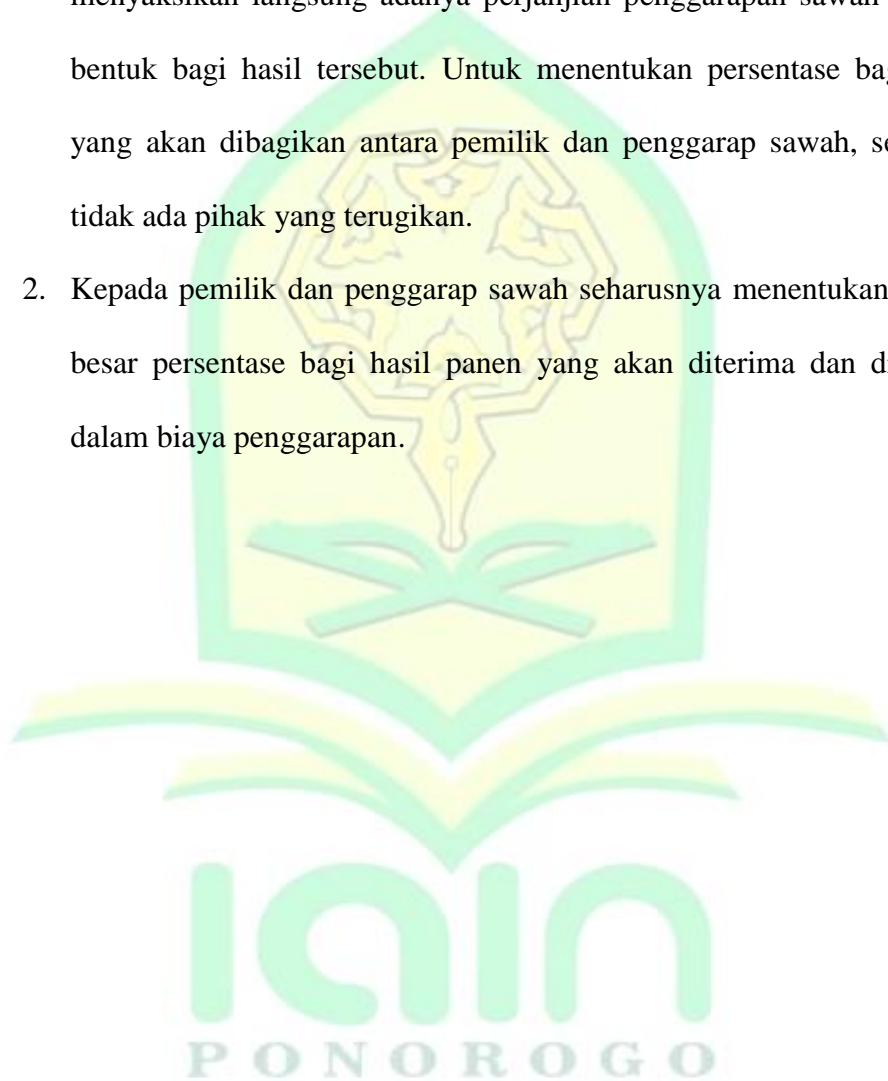 menyaksikan langsung adanya perjanjian penggarapan sawah
bentuk bagi hasil tersebut. Untuk menentukan persentase
yang akan dibagikan antara pemilik dan penggarap sawah,
tidak ada pihak yang terugikan.
2. Kepada pemilik dan penggarap sawah seharusnya menentukan
besar persentase bagi hasil panen yang akan diterima dan
dalam biaya penggarapan.
iain
PONOROGO